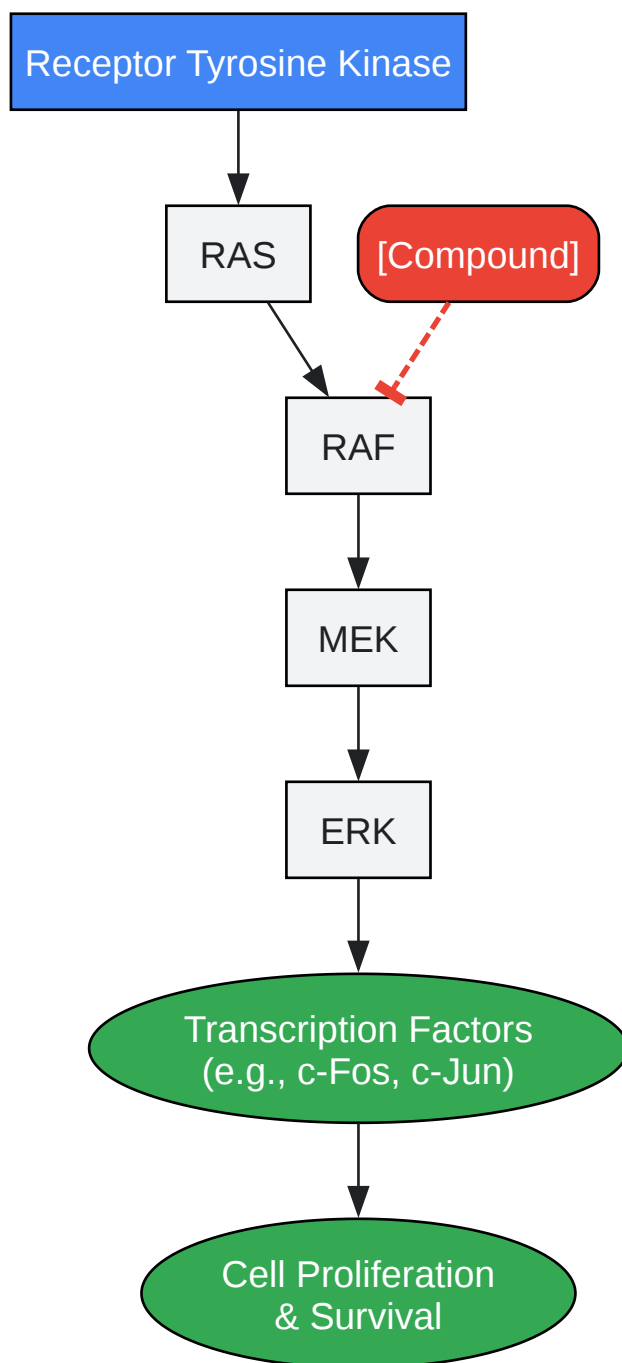 Receptor Tyrosine Kinase
RAS
[Compound]
RAF
MEK
ERK
Transcription Factors
(e.g., c-Fos, c-Jun)
Cell Proliferation
& Survival